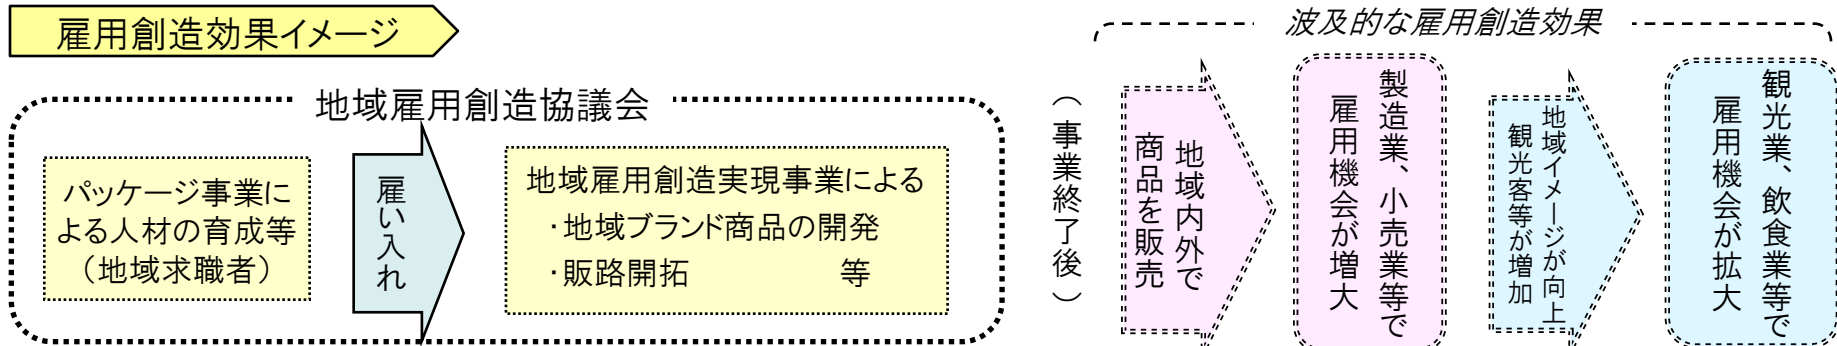 雇用創造効果イメージ
地域雇用創造協議会
パッケージ事業に
よる人材の育成等
（地域求職者）
雇い入れ
地域雇用創造実現事業による
・地域ブランド商品の開発
・販路開拓　　　　　等
（事業終了後）
波及的な雇用創造効果
地域内外で
商品を販売
製造業、小売業等で
雇用機会が増大
地域イメージが向上
観光客等が増加
観光業、飲食業等で
雇用機会が拡大